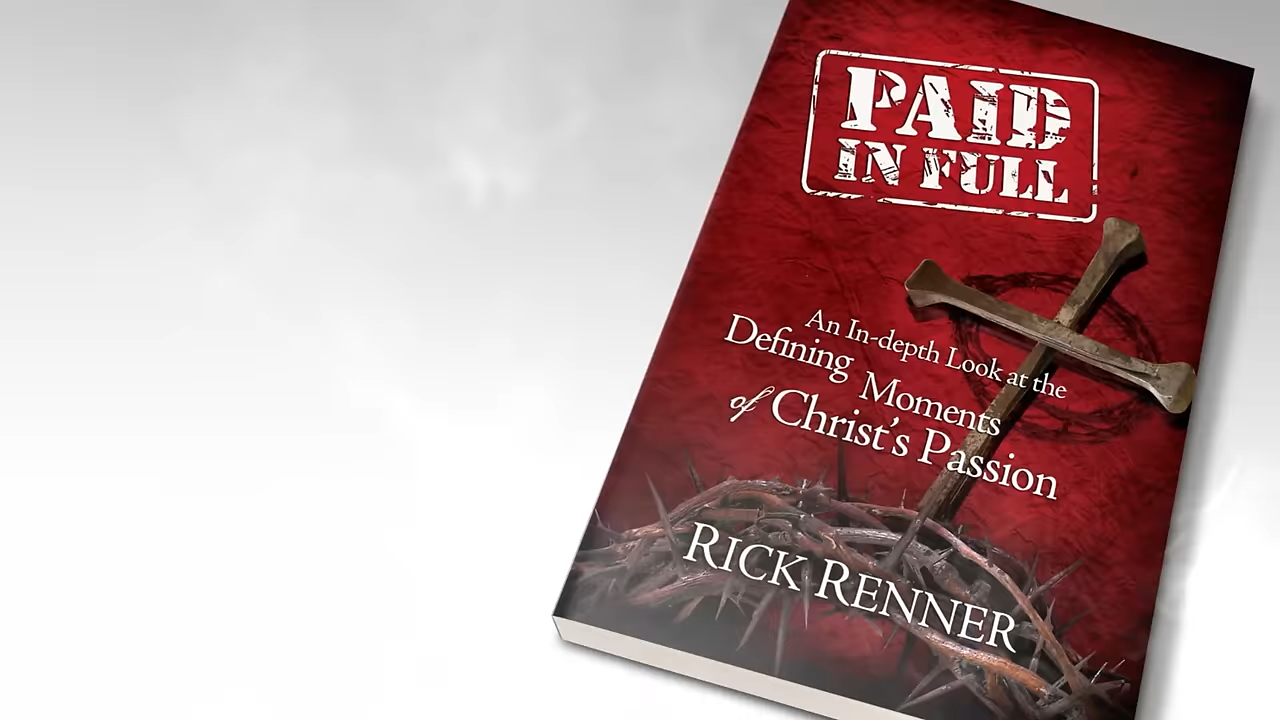 PAID
IN FULL
An In-depth Look at the
Defining Moments
of Christ's Passion
RICK RENNER